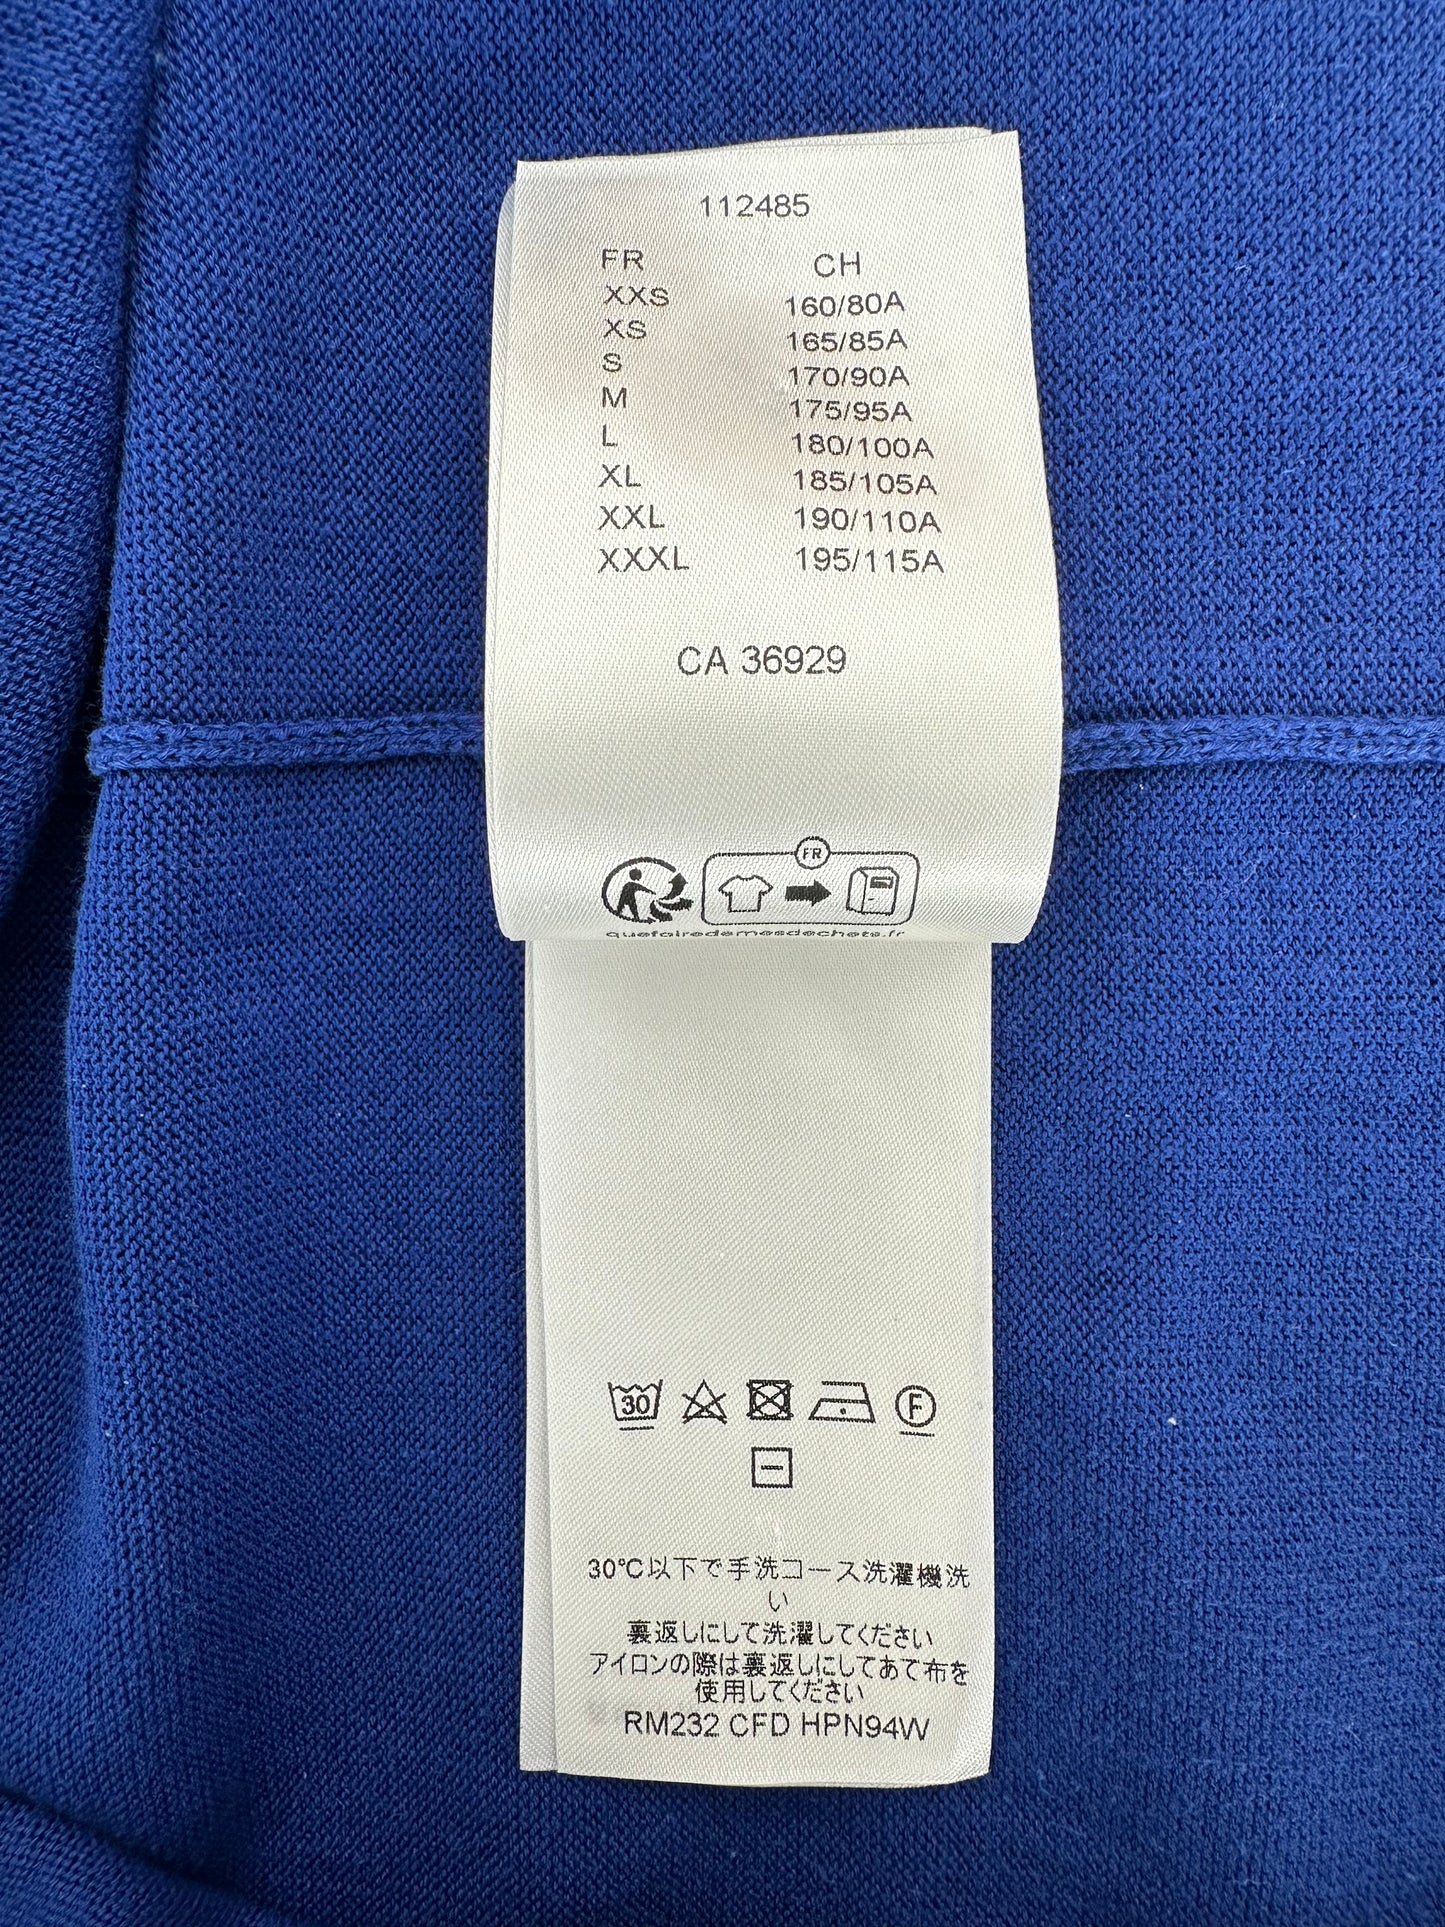 112485
FR CH
XXS 160/80A
XS 165/85A
S 170/90A
M 175/95A
L 180/100A
XL 185/105A
XXL 190/110A
XXXL 195/115A
CA 36929
FR
quefairedemesdechets.fr
30
F
30℃以下で手洗コース洗濯機洗
い
裏返しにして洗濯してください
アイロンの際は裏返しにしてあて布を
使用してください
RM232 CFD HPN94W